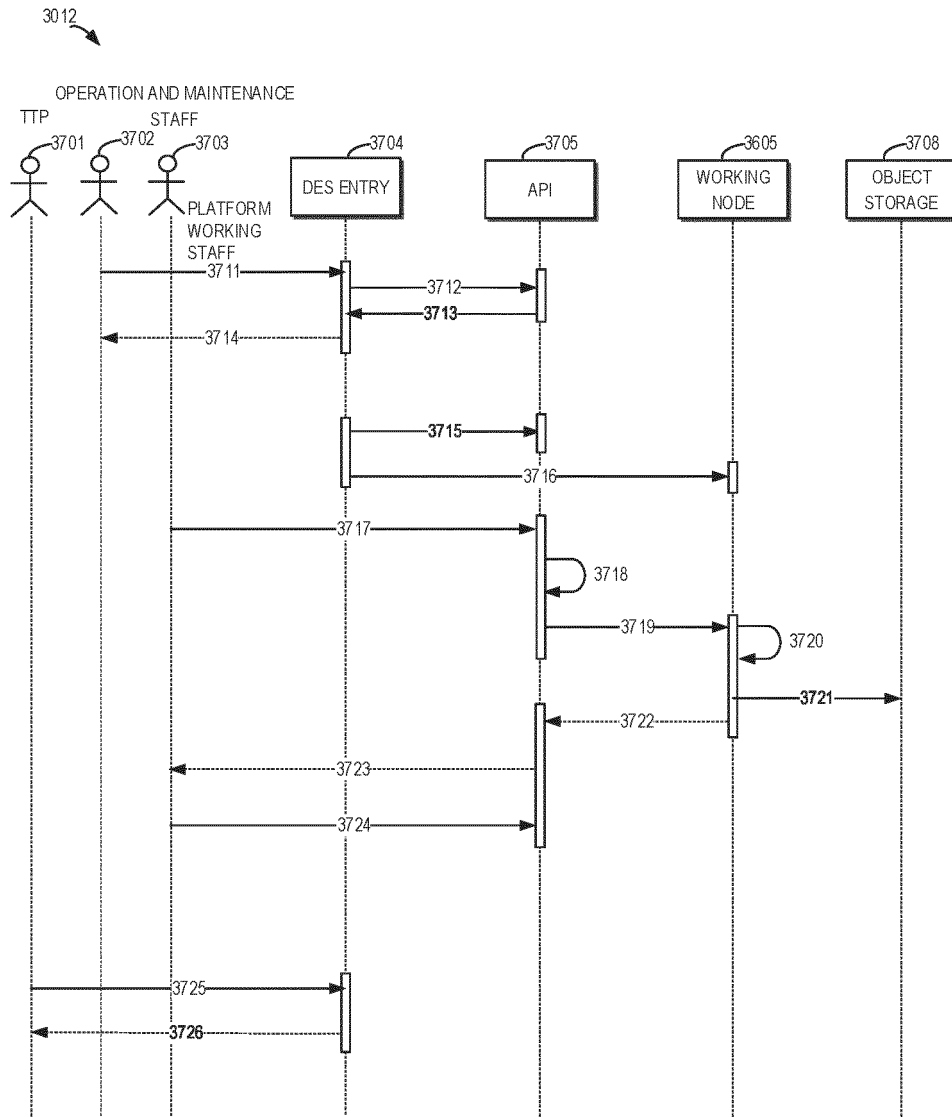 3012
OPERATION AND MAINTENANCE
STAFF
TTP
3701
3702
3703
3704
3705
3605
3708
DES ENTRY
API
WORKING
NODE
OBJECT
STORAGE
PLATFORM
WORKING
STAFF
3711
3712
3713
3714
3715
3716
3717
3718
3719
3720
3721
3722
3723
3724
3725
3726